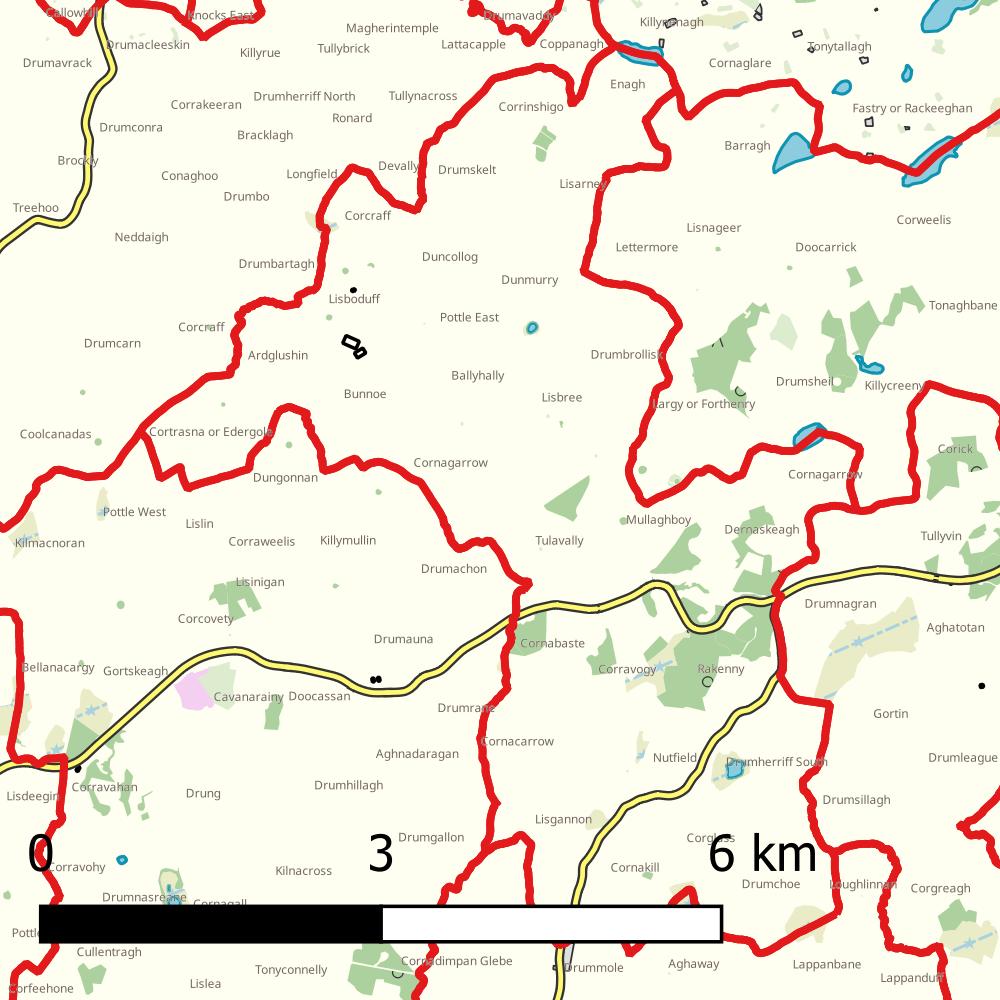 Callowhill
Knocks East
Drumavaddy
Killynenagh
Magherintemple
Drumacleeskin
Killyrue
Tullybrick
Lattacapple
Coppanagh
Tonytallagh
Drumavrack
Cornaglare
Enagh
Corrakeeran
Drumherriff North
Tullynacross
Corrinshigo
Fastry or Rackeeghan
Ronard
Drumconra
Bracklagh
Barragh
Brockly
Conaghoo
Longfield
Devally
Drumskelt
Lisarney
Drumbo
Treehoo
Corcraff
Corweelis
Neddaigh
Lisnageer
Lettermore
Doocarrick
Drumbartagh
Duncollog
Dunmurry
Lisboduff
Tonaghbane
Corcraff
Pottle East
Drumcarn
Ardglushin
Drumbrollisk
Ballyhally
Drumsheil
Killycreeny
Bunnoe
Lisbree
Largy or Forthenry
Coolcanadas
Cortrasna or Edergole
Corick
Cornagarrow
Cornagarrow
Dungonnan
Pottle West
Lislin
Mullaghboy
Dernaskeagh
Tullyvin
Kilmacnoran
Corraweelis
Killymullin
Tulavally
Drumachon
Lisinigan
Drumnagran
Corcovety
Aghatotan
Drumauna
Cornabaste
Bellanacargy
Gortskeagh
Corravogy
Rakenny
Cavanarainy
Doocassan
Drumrane
Gortin
Cornacarrow
Aghnadaragan
Nutfield
Drumherriff South
Drumleague
Corravahan
Drumhillagh
Lisdeegin
Drung
Drumsillagh
Lisgannon
Drumgallon
Corglass
0 3 6 km
Corravohy
Kilnacross
Cornakill
Drumchoe
Loughlinnan
Corgreagh
Drumnasreane
Cornagall
Pottle
Cullentragh
Corradimpan Glebe
Drummole
Aghaway
Lappanbane
Tonyconnelly
Lappanduff
Lislea
Corfeehone